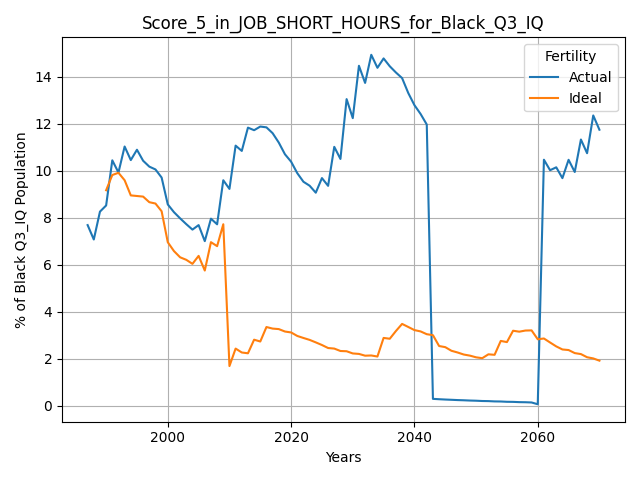 Score_5_in_JOB_SHORT_HOURS_for_Black_Q3_IQ
Fertility
Actual
Ideal
% of Black Q3_IQ Population
14
12
10
8
6
4
2
0
2000
2020
2040
2060
Years